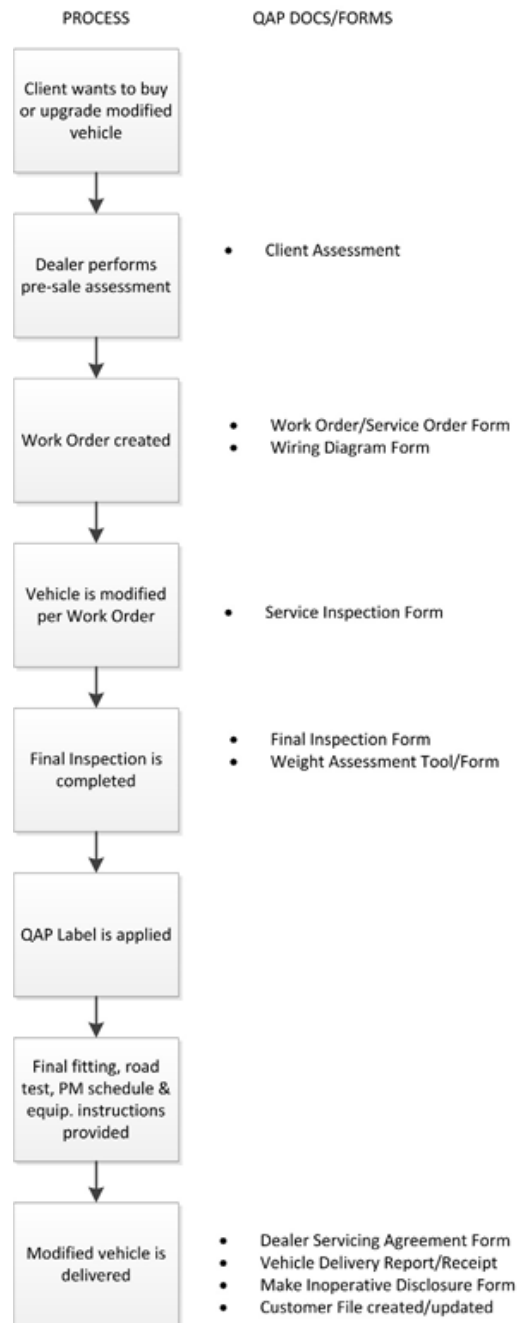 PROCESS
QAP DOCS/FORMS
Client wants to buy
or upgrade modified
vehicle
Dealer performs
pre-sale assessment
• Client Assessment
Work Order created
• Work Order/Service Order Form
• Wiring Diagram Form
Vehicle is modified
per Work Order
• Service Inspection Form
Final Inspection is
completed
• Final Inspection Form
• Weight Assessment Tool/Form
QAP Label is applied
Final fitting, road
test, PM schedule &
equip. instructions
provided
Modified vehicle is
delivered
• Dealer Servicing Agreement Form
• Vehicle Delivery Report/Receipt
• Make Inoperative Disclosure Form
• Customer File created/updated